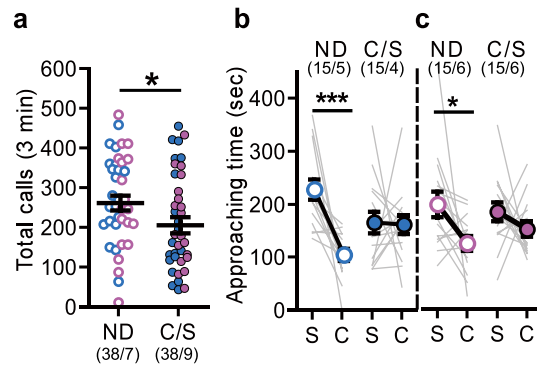 a
Total calls (3 min)
600
500
400
300
200
100
0
*
ND
(38/7)
C/S
(38/9)
b
Approaching time (sec)
400
300
200
100
0
ND
(15/5)
C/S
(15/4)
***
S C S C
c
ND
(15/6)
C/S
(15/6)
*
S C S C